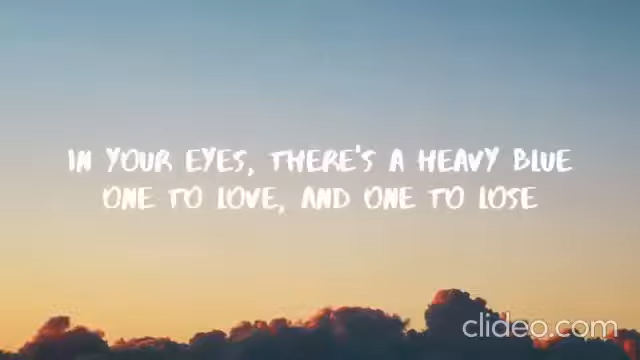 IN YOUR EYES, THERE'S A HEAVY BLUE
ONE TO LOVE, AND ONE TO LOSE
clideo.com